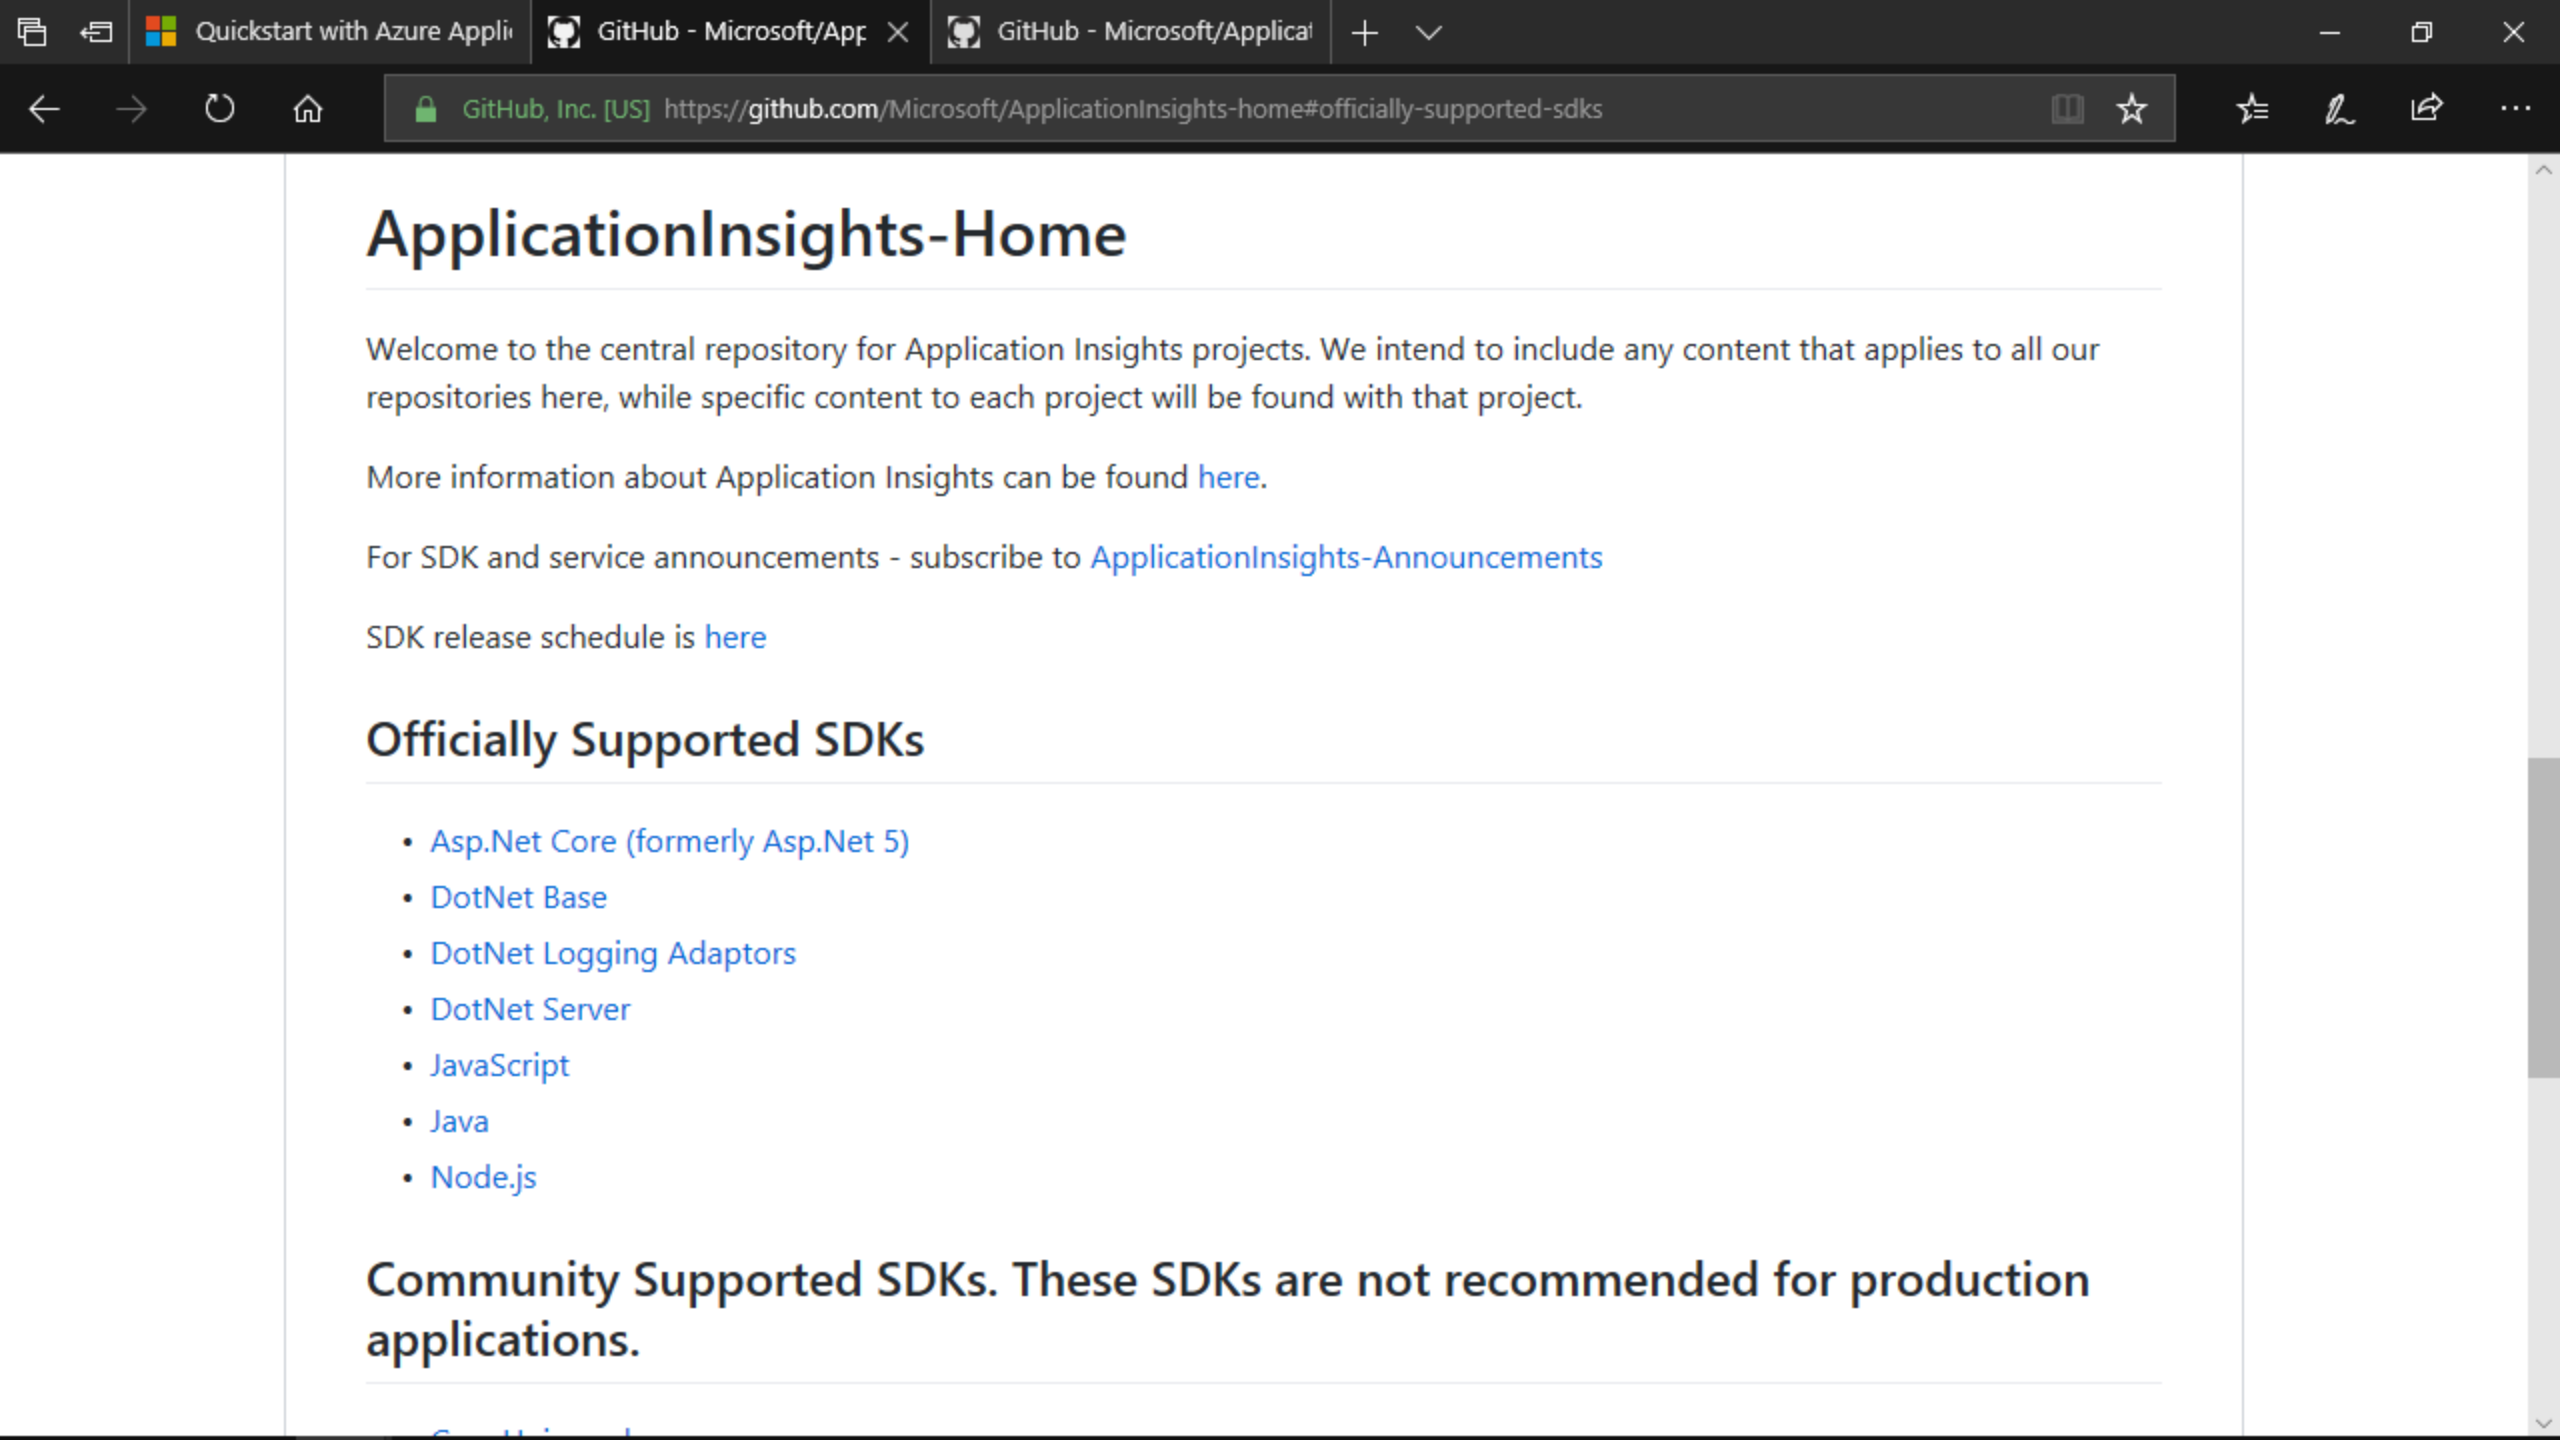 Quickstart with Azure Appli
GitHub - Microsoft/App
GitHub - Microsoft/Applicat
GitHub, Inc. [US] https://github.com/Microsoft/ApplicationInsights-home#officially-supported-sdks
ApplicationInsights-Home
Welcome to the central repository for Application Insights projects. We intend to include any content that applies to all our
repositories here, while specific content to each project will be found with that project.
More information about Application Insights can be found here.
For SDK and service announcements - subscribe to ApplicationInsights-Announcements
SDK release schedule is here
Officially Supported SDKs
• Asp.Net Core (formerly Asp.Net 5)
• DotNet Base
• DotNet Logging Adaptors
• DotNet Server
• JavaScript
• Java
• Node.js
Community Supported SDKs. These SDKs are not recommended for production
applications.